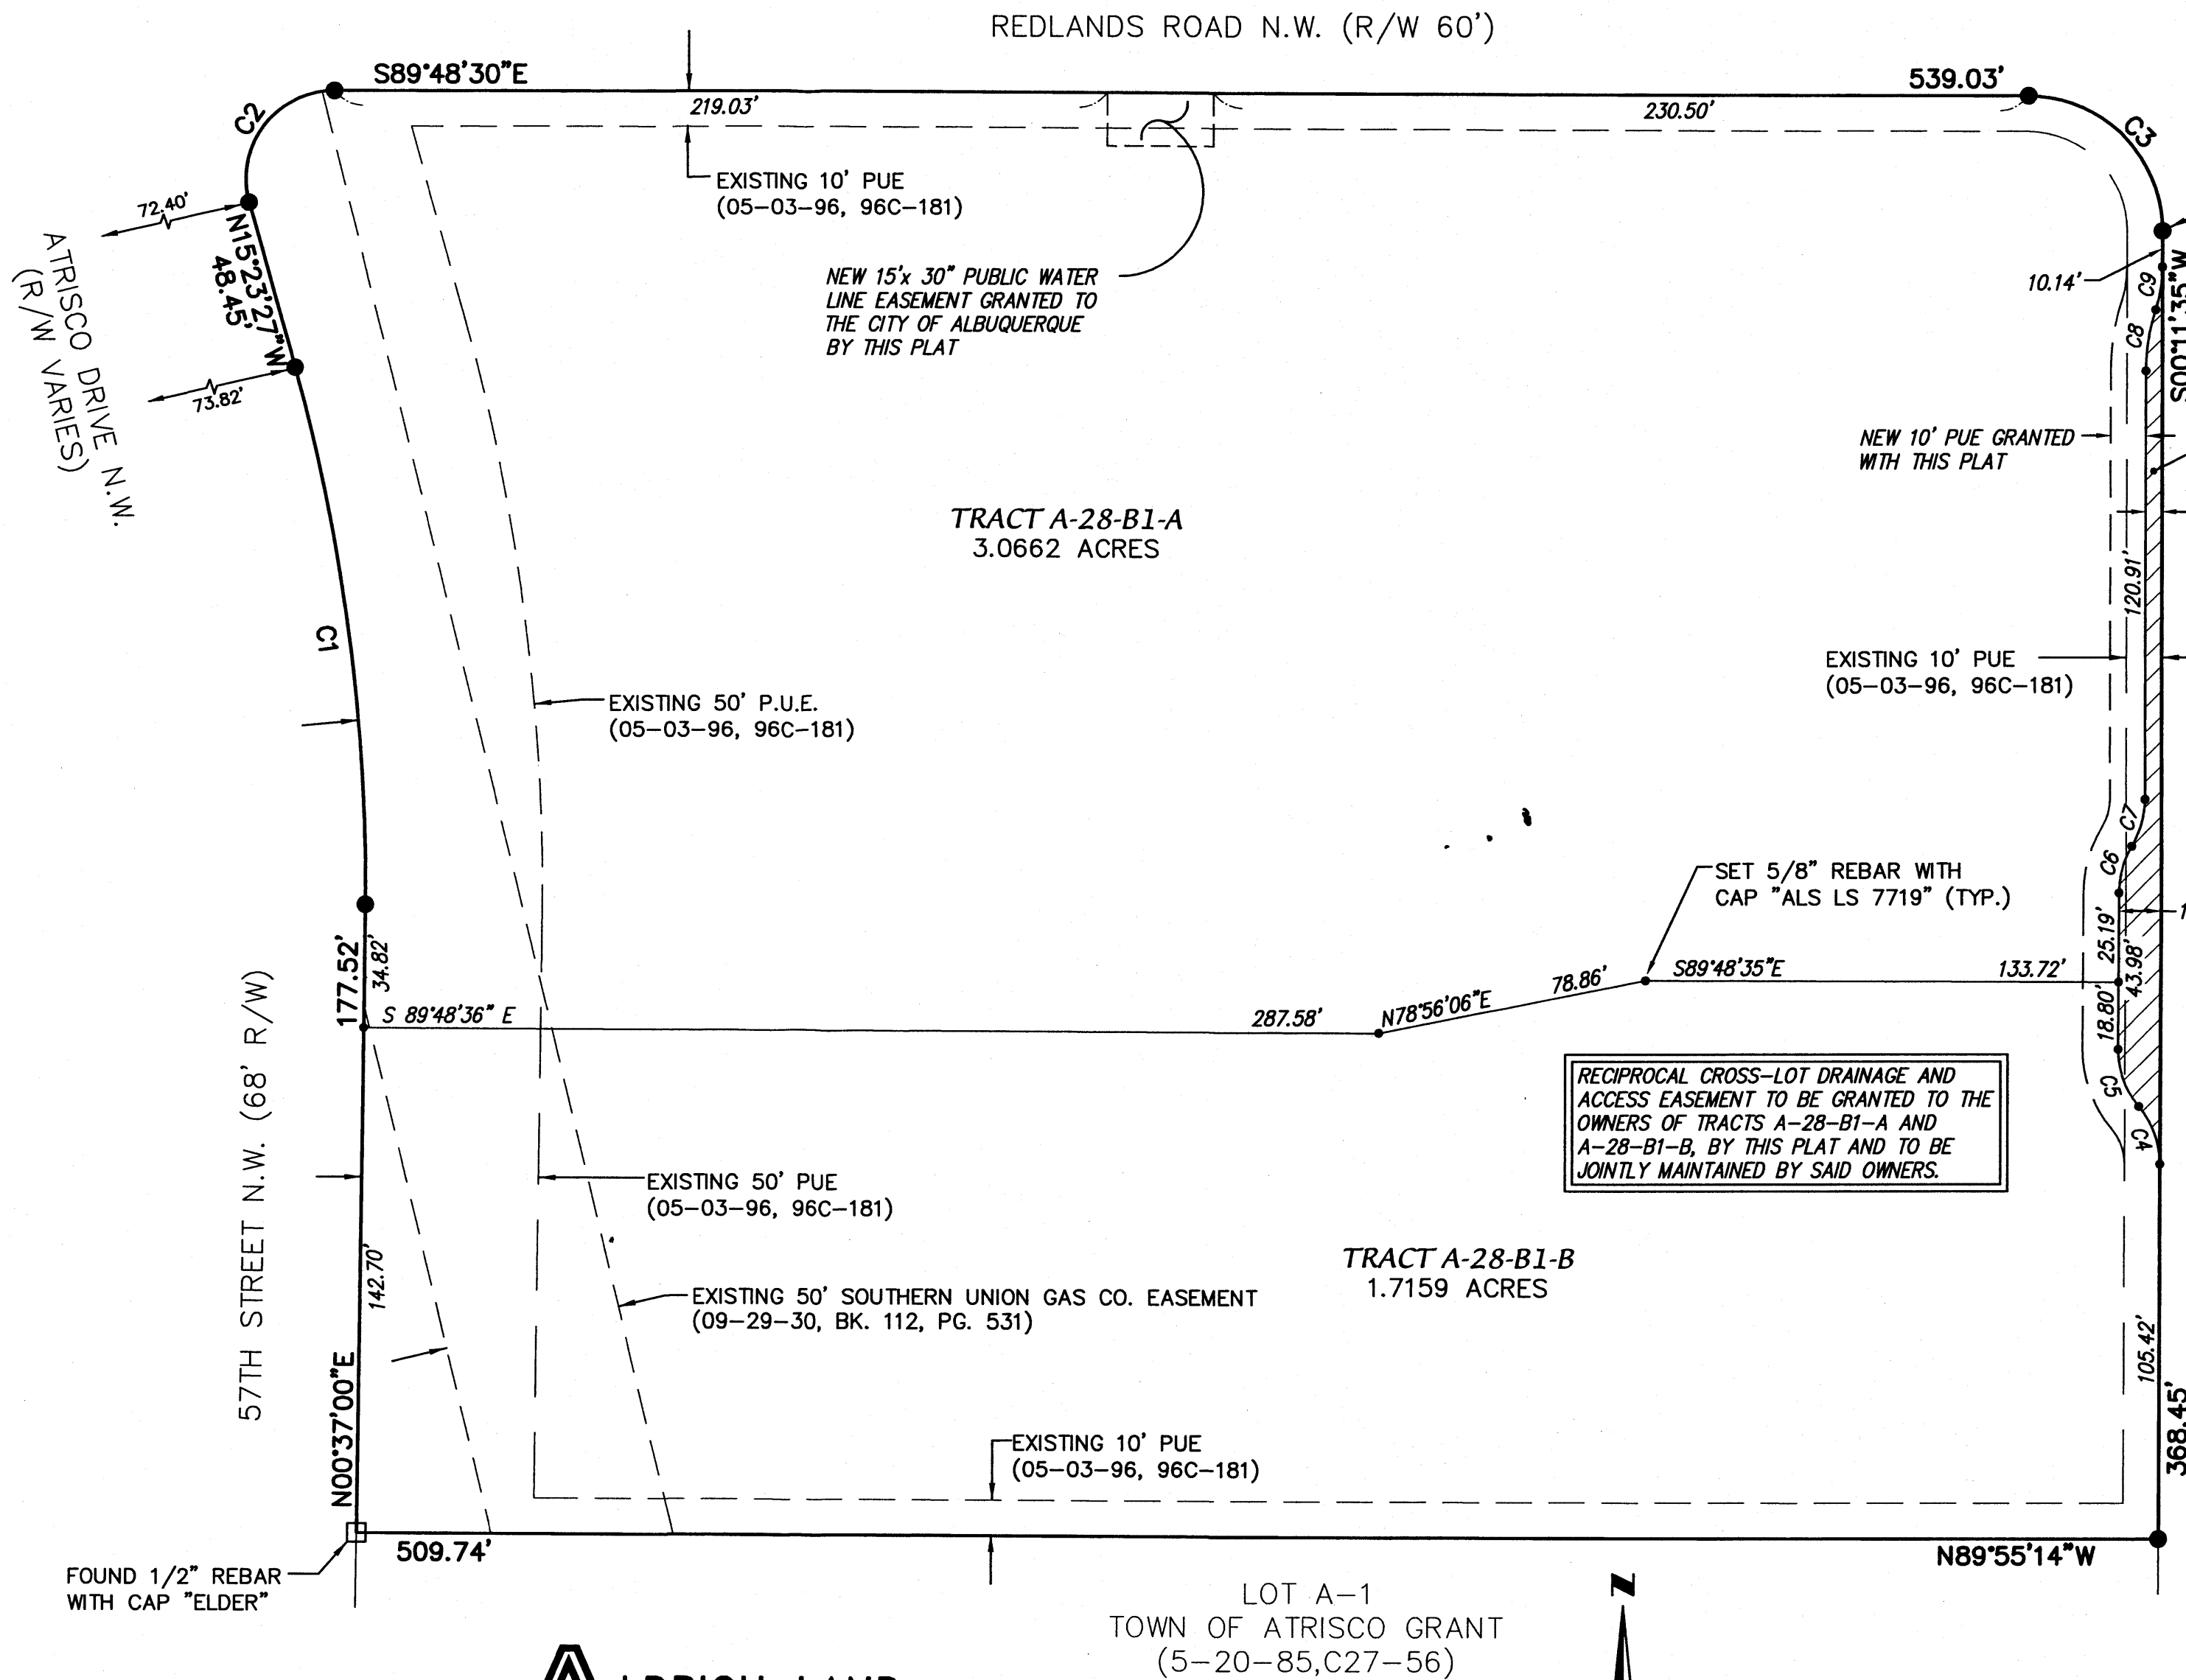 REDLANDS ROAD N.W. (R/W 60')
S89°48'30"E
539.03'
219.03'
230.50'
C2
C3
EXISTING 10' PUE
(05-03-96, 96C-181)
72.40'
N15°23'27"W
48.45'
73.82'
ATRISCO DRIVE N.W.
(R/W VARIES)
NEW 15'x 30" PUBLIC WATER
LINE EASEMENT GRANTED TO
THE CITY OF ALBUQUERQUE
BY THIS PLAT
10.14'
C9
C8
S00°11'35"W
NEW 10' PUE GRANTED
WITH THIS PLAT
TRACT A-28-B1-A
3.0662 ACRES
120.91'
C1
EXISTING 10' PUE
(05-03-96, 96C-181)
EXISTING 50' P.U.E.
(05-03-96, 96C-181)
C7
C6
SET 5/8" REBAR WITH
CAP "ALS LS 7719" (TYP.)
177.52'
34.82'
25.19'
43.98'
18.80'
S 89°48'36" E
287.58'
N78°56'06"E
78.86'
S89°48'35"E
133.72'
57TH STREET N.W. (68' R/W)
RECIPROCAL CROSS-LOT DRAINAGE AND
ACCESS EASEMENT TO BE GRANTED TO THE
OWNERS OF TRACTS A-28-B1-A AND
A-28-B1-B, BY THIS PLAT AND TO BE
JOINTLY MAINTAINED BY SAID OWNERS.
C5
C4
EXISTING 50' PUE
(05-03-96, 96C-181)
142.70'
TRACT A-28-B1-B
1.7159 ACRES
EXISTING 50' SOUTHERN UNION GAS CO. EASEMENT
(09-29-30, BK. 112, PG. 531)
105.42'
368.45'
N00°37'00"E
EXISTING 10' PUE
(05-03-96, 96C-181)
509.74'
N89°55'14"W
FOUND 1/2" REBAR
WITH CAP "ELDER"
LOT A-1
TOWN OF ATRISCO GRANT
(5-20-85,C27-56)
N